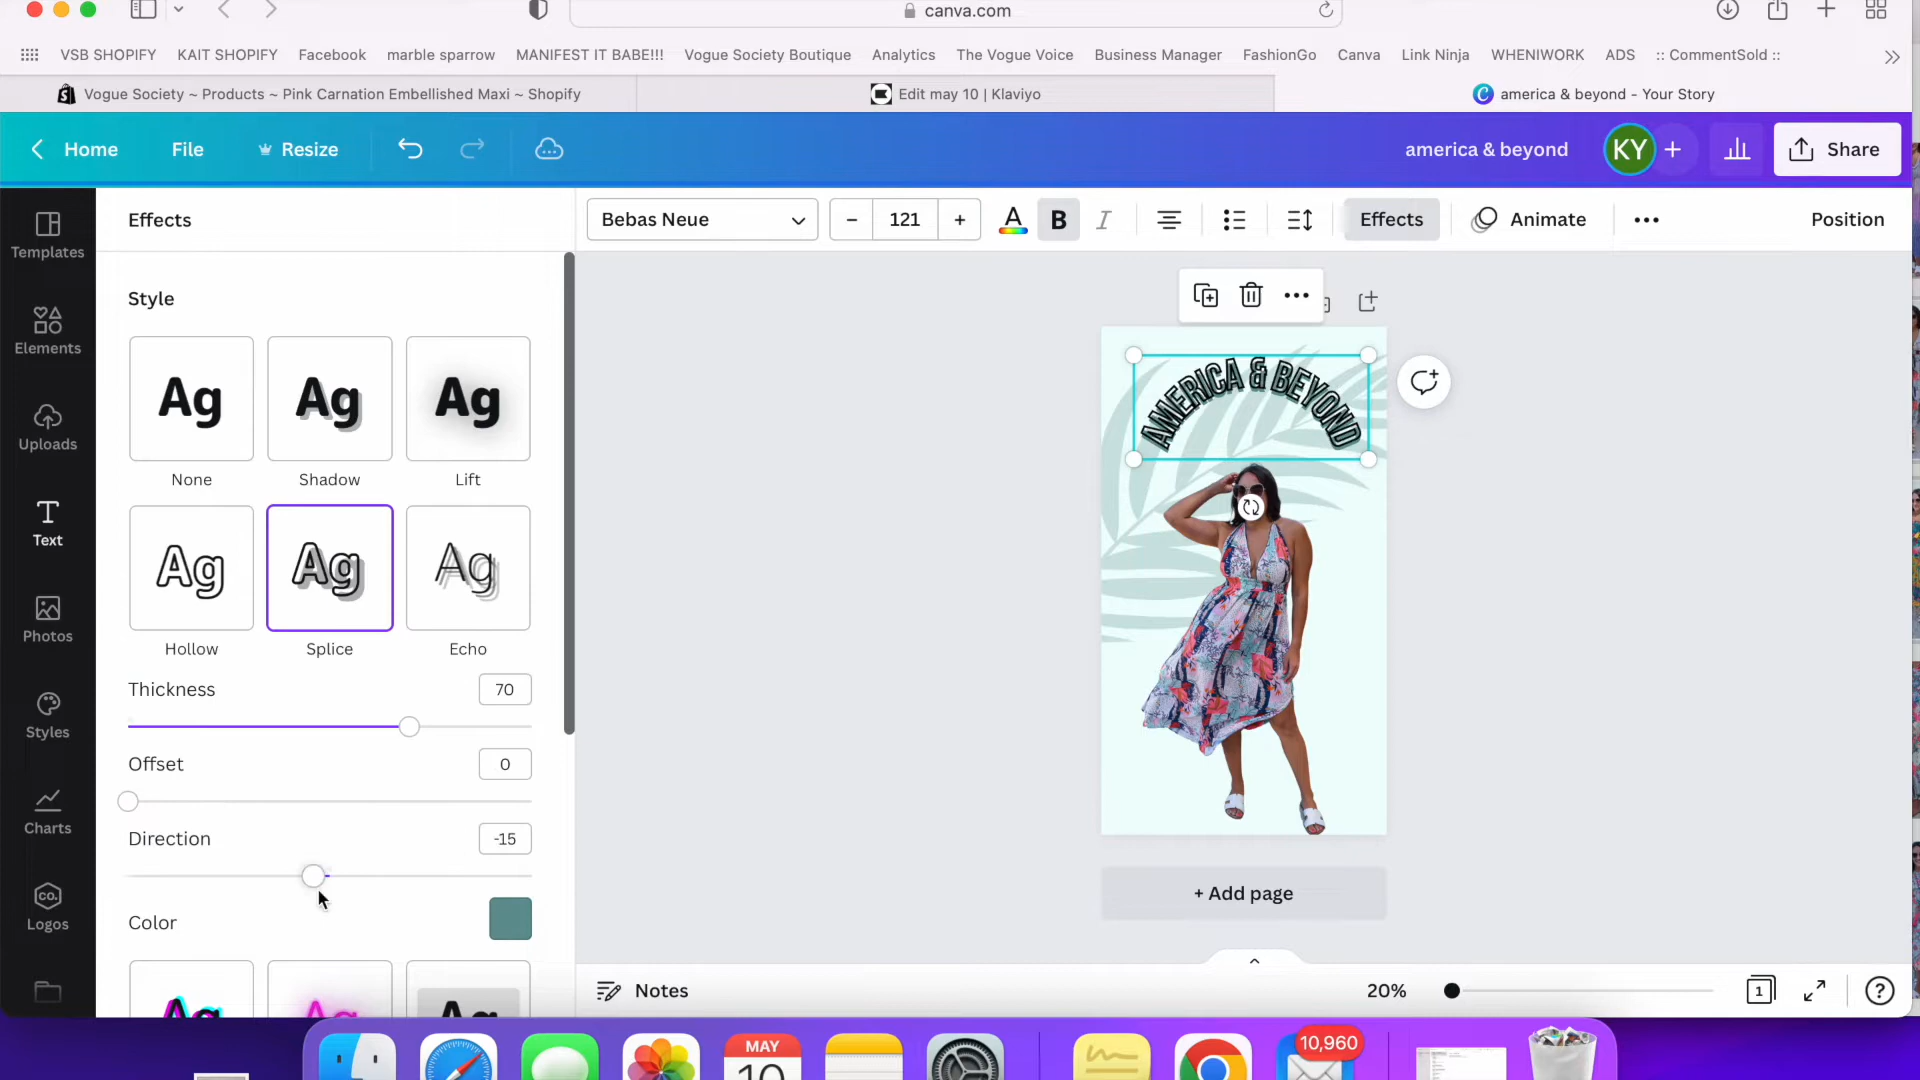 canva.com
VSB SHOPIFY KAIT SHOPIFY Facebook marble sparrow MANIFEST IT BABE!!! Vogue Society Boutique Analytics The Vogue Voice Business Manager FashionGo Canva Link Ninja WHENIWORK ADS :: CommentSold ::
Vogue Society ~ Products ~ Pink Carnation Embellished Maxi ~ Shopify Edit may 10 | Klaviyo america & beyond - Your Story
Home File Resize america & beyond KY + Share
Effects Bebas Neue − 121 + A B I Effects Animate Position
Templates
Elements
Uploads
Text
Photos
Styles
Charts
CO.
Logos
Style
Ag Ag Ag
None Shadow Lift
Ag Ag Ag
Hollow Splice Echo
Thickness 70
Offset 0
Direction -15
Color
Ag Ag Ag
AMERICA & BEYOND
+ Add page
Notes 20% 1 ?
MAY
10
10,960